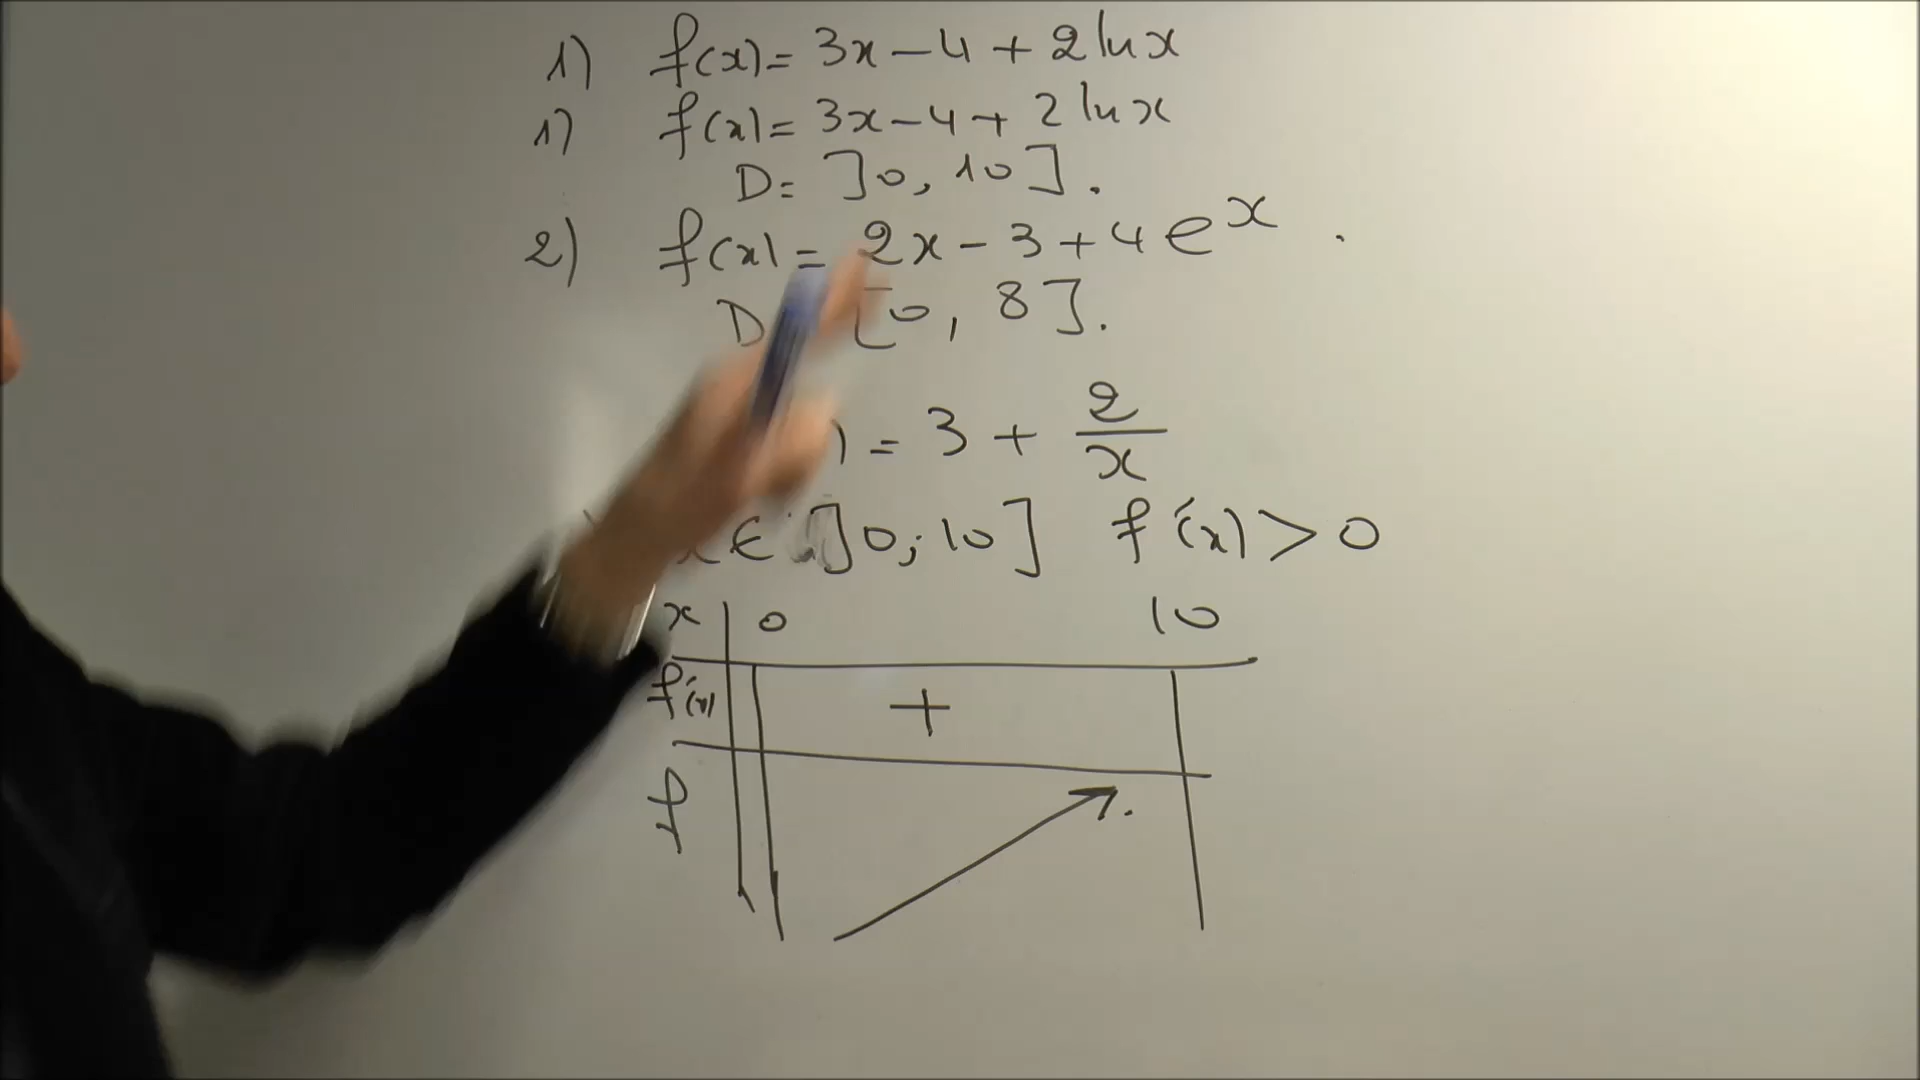 1) f(x) = 3x - 4 + 2 ln x
1) f(x) = 3x - 4 + 2 ln x
D = ]0, 10].
2) f(x) = 2x - 3 + 4 e^x .
D [0, 8].
) = 3 + 2/x
x ∈ ]0; 10] f'(x) > 0
x 0 10
f'(x) +
f